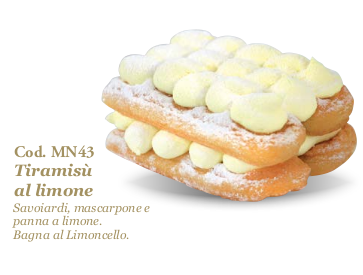 Cod. MN43
Tiramisù
al limone
Savoiardi, mascarpone e
panna a limone.
Bagna al Limoncello.